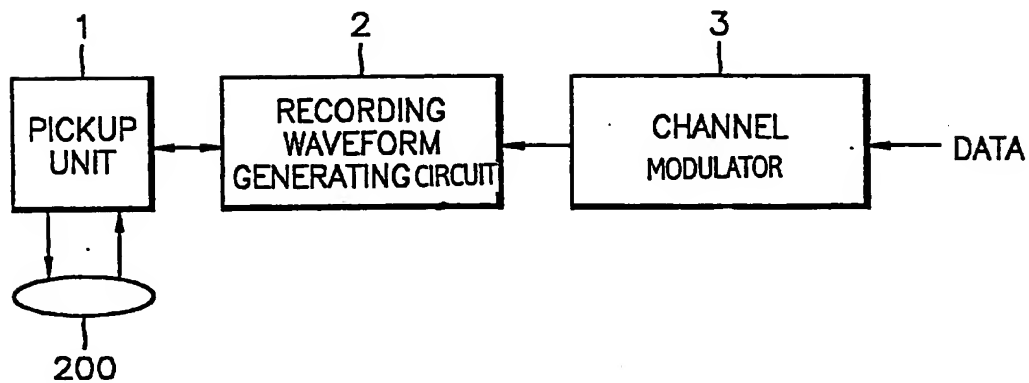 1
2
3
PICKUP
UNIT
RECORDING
WAVEFORM
GENERATING CIRCUIT
CHANNEL
MODULATOR
DATA
200